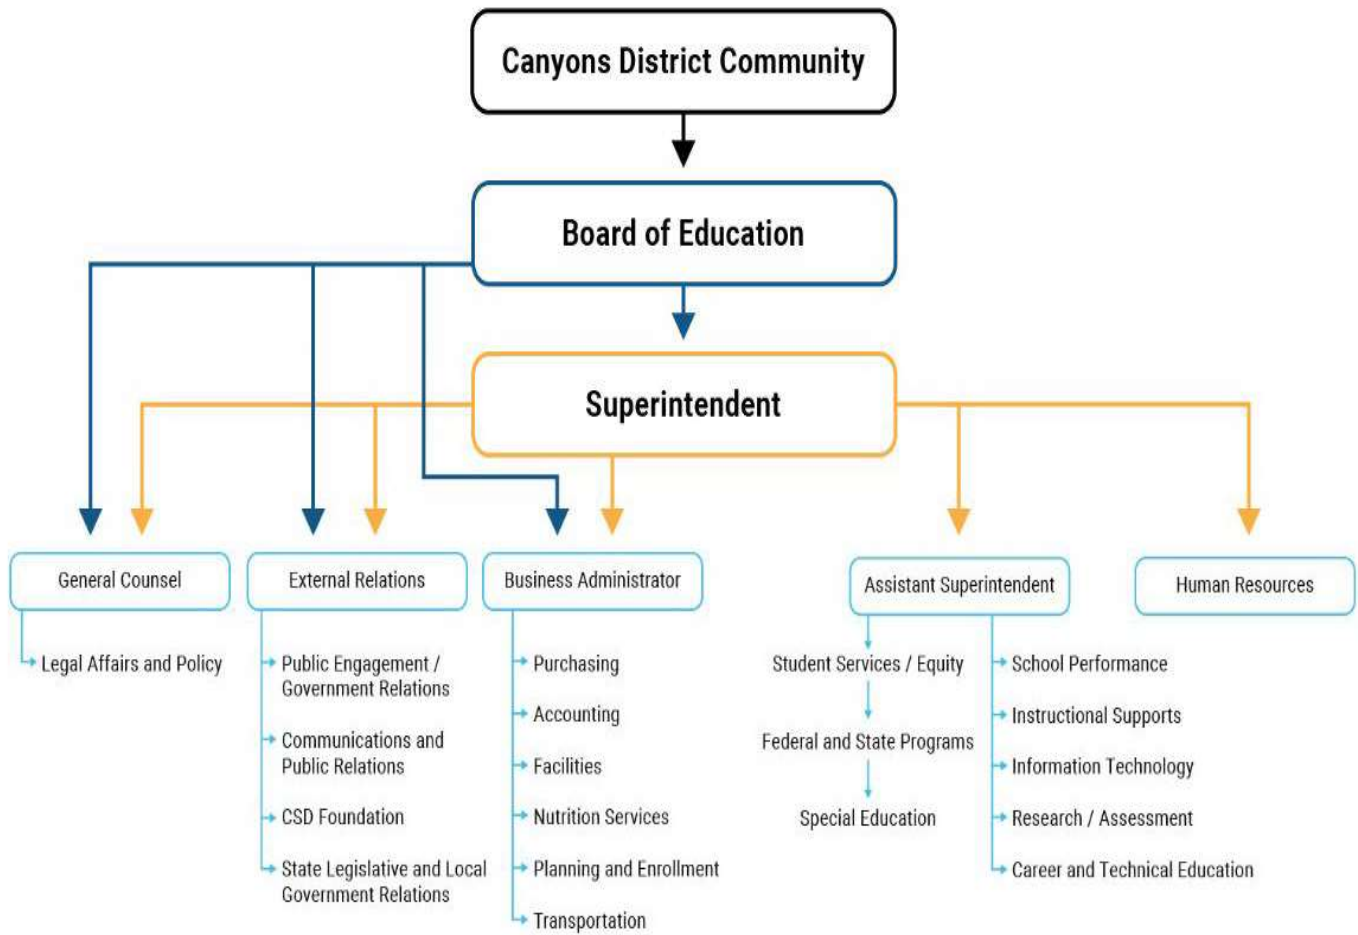 Canyons District Community
Board of Education
Superintendent
General Counsel
External Relations
Business Administrator
Assistant Superintendent
Human Resources
Legal Affairs and Policy
Public Engagement /
Government Relations
Communications and
Public Relations
CSD Foundation
State Legislative and Local
Government Relations
Purchasing
Accounting
Facilities
Nutrition Services
Planning and Enrollment
Transportation
Student Services / Equity
Federal and State Programs
Special Education
School Performance
Instructional Supports
Information Technology
Research / Assessment
Career and Technical Education